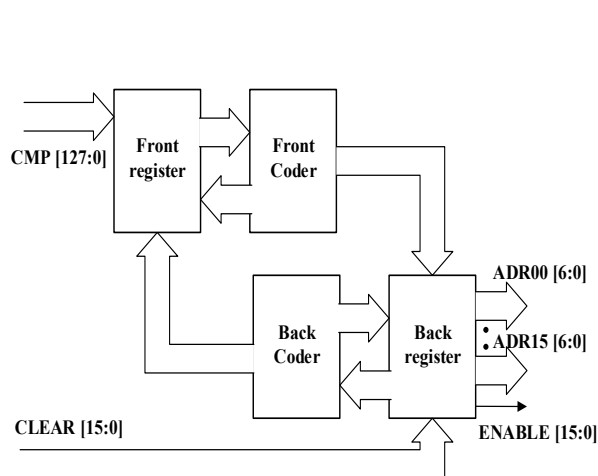 CMP [127:0]
Front
register
Front
Coder
ADR00 [6:0]
ADR15 [6:0]
Back
Coder
Back
register
CLEAR [15:0]
ENABLE [15:0]